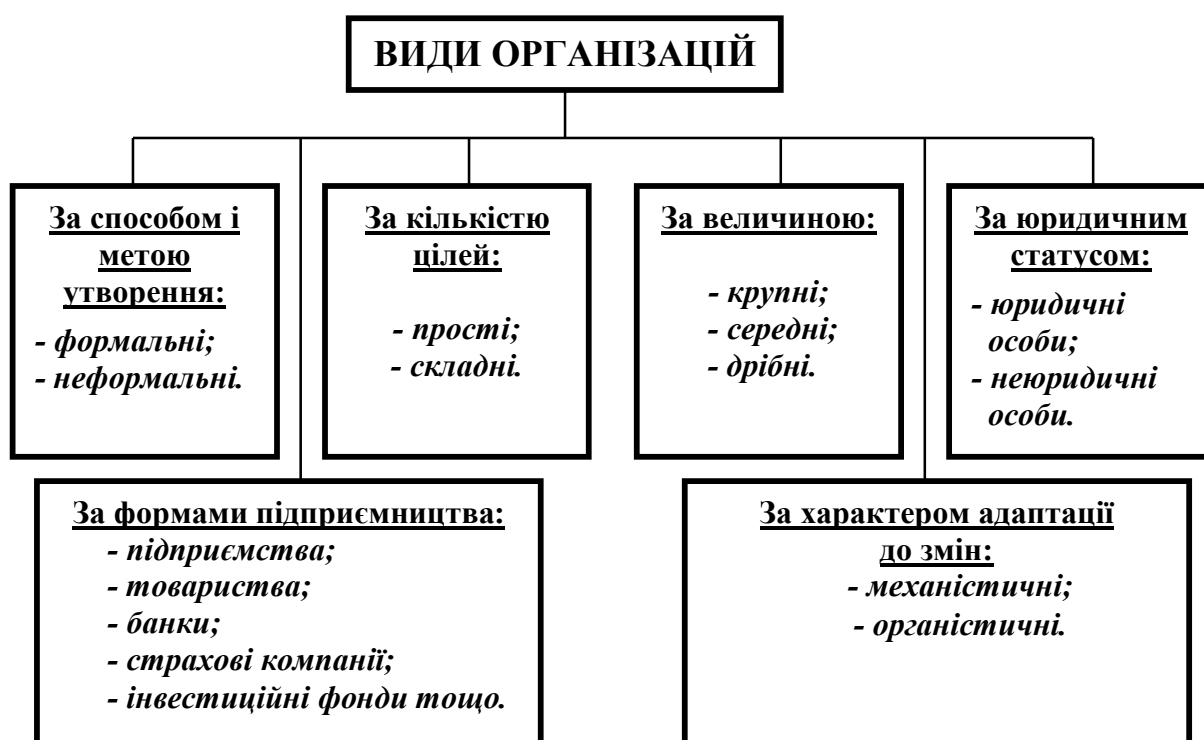 ВИДИ ОРГАНІЗАЦІЙ
За способом і
метою
утворення:
- формальні;
- неформальні.
За кількістю
цілей:
- прості;
- складні.
За величиною:
- крупні;
- середні;
- дрібні.
За юридичним
статусом:
- юридичні
особи;
- неюридичні
особи.
За формами підприємництва:
- підприємства;
- товариства;
- банки;
- страхові компанії;
- інвестиційні фонди тощо.
За характером адаптації
до змін:
- механістичні;
- органістичні.